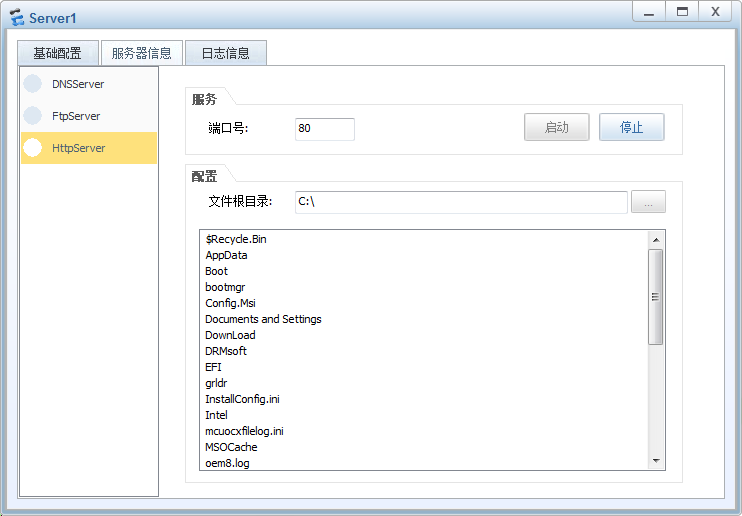 Server1
基础配置 服务器信息 日志信息
DNSServer
FtpServer
HttpServer
服务
端口号: 80 启动 停止
配置
文件根目录: C:\ ...
$Recycle.Bin
AppData
Boot
bootmgr
Config.Msi
Documents and Settings
DownLoad
DRMsoft
EFI
grldr
InstallConfig.ini
Intel
mcuocxfilelog.ini
MSOCache
oem8.log